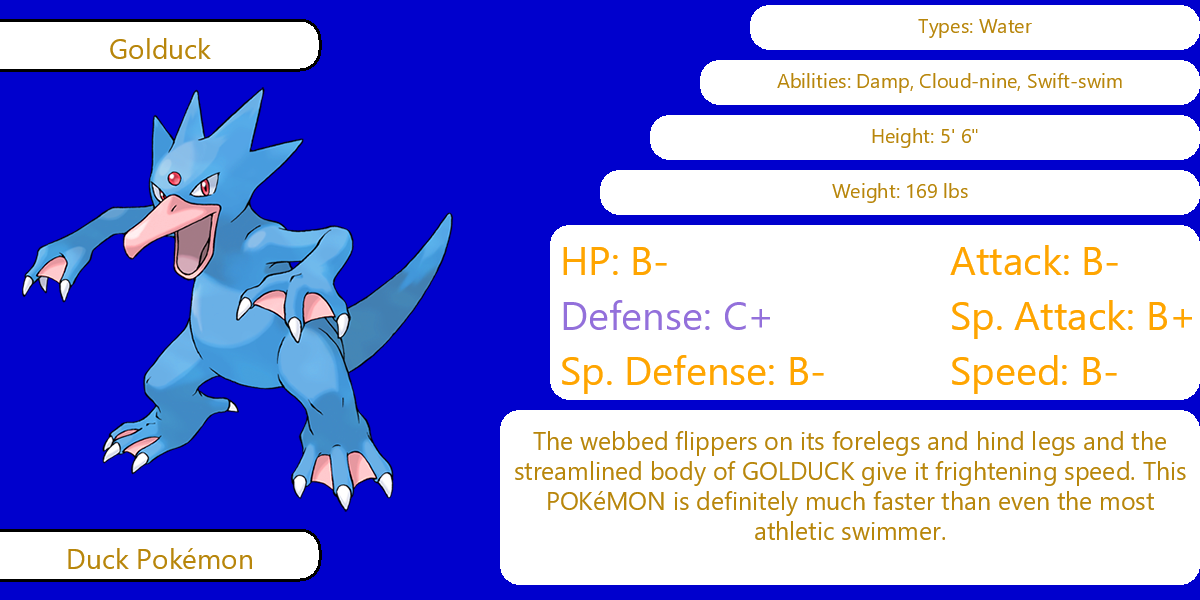 Golduck
Types: Water
Abilities: Damp, Cloud-nine, Swift-swim
Height: 5' 6"
Weight: 169 lbs
HP: B-
Attack: B-
Defense: C+
Sp. Attack: B+
Sp. Defense: B-
Speed: B-
The webbed flippers on its forelegs and hind legs and the
streamlined body of GOLDUCK give it frightening speed. This
POKéMON is definitely much faster than even the most
athletic swimmer.
Duck Pokémon